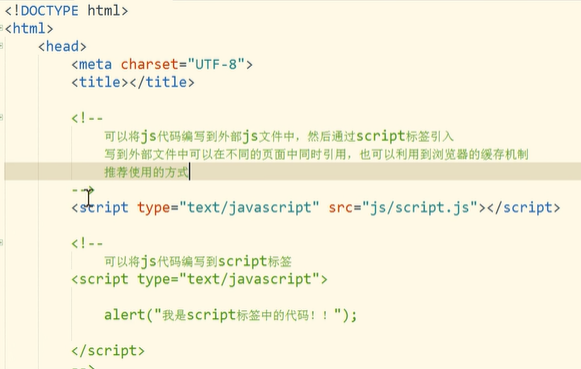 <!DOCTYPE html>
<html>
<head>
<meta charset="UTF-8">
<title></title>
<!--
可以将js代码编写到外部js文件中，然后通过script标签引入
写到外部文件中可以在不同的页面中同时引用，也可以利用到浏览器的缓存机制
推荐使用的方式
-->
<script type="text/javascript" src="js/script.js"></script>
<!--
可以将js代码编写到script标签
<script type="text/javascript">
alert("我是script标签中的代码！！");
</script>
-->